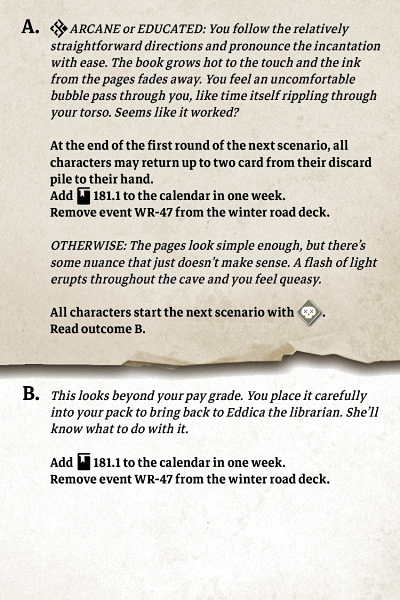 A. ARCANE or EDUCATED: You follow the relatively
straightforward directions and pronounce the incantation
with ease. The book grows hot to the touch and the ink
from the pages fades away. You feel an uncomfortable
bubble pass through you, like time itself rippling through
your torso. Seems like it worked?
At the end of the first round of the next scenario, all
characters may return up to two card from their discard
pile to their hand.
Add 181.1 to the calendar in one week.
Remove event WR-47 from the winter road deck.
OTHERWISE: The pages look simple enough, but there's
some nuance that just doesn't make sense. A flash of light
erupts throughout the cave and you feel queasy.
All characters start the next scenario with .
Read outcome B.
B. This looks beyond your pay grade. You place it carefully
into your pack to bring back to Eddica the librarian. She'll
know what to do with it.
Add 181.1 to the calendar in one week.
Remove event WR-47 from the winter road deck.